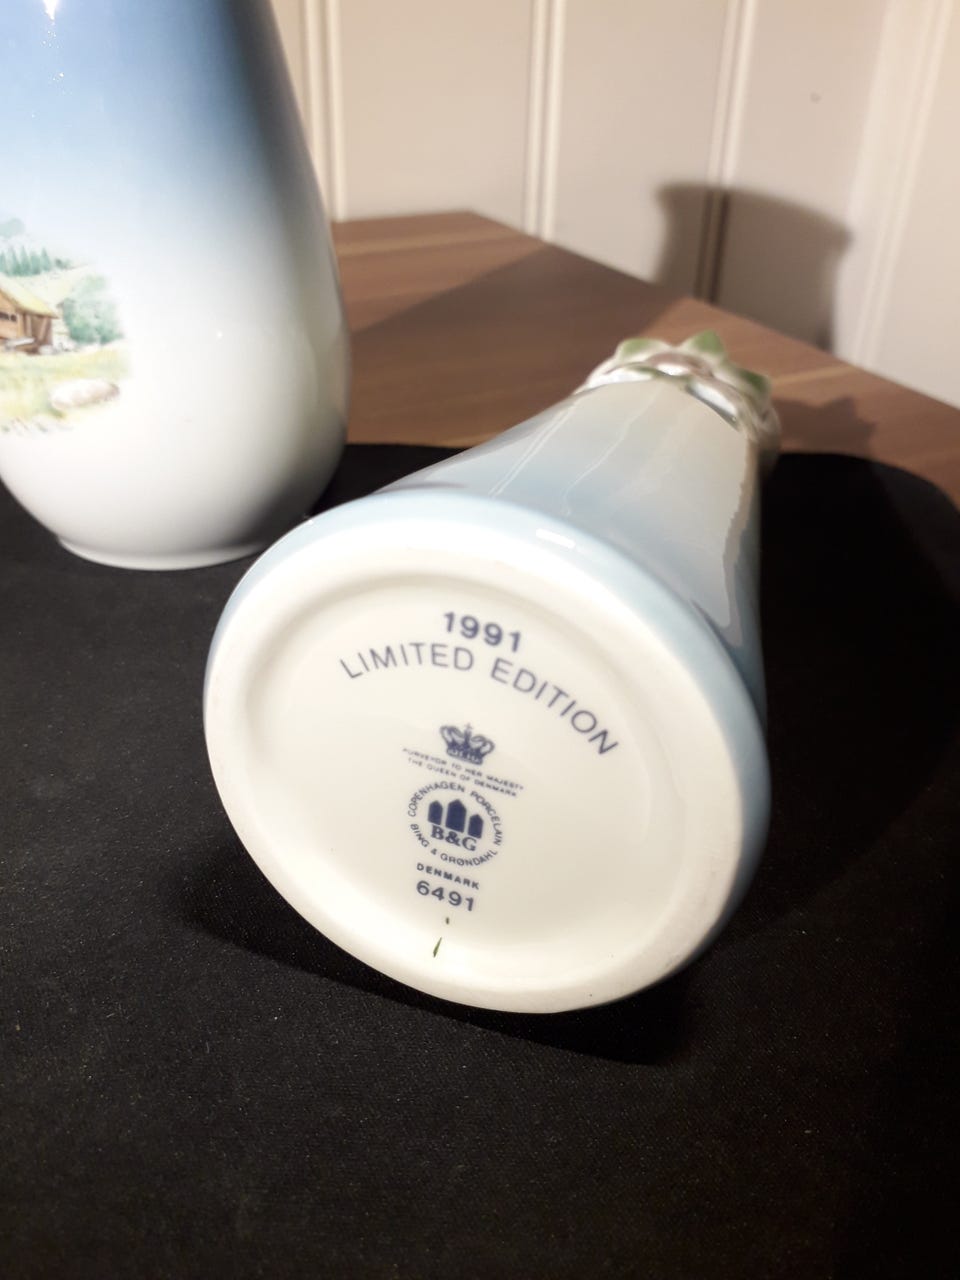 1991
LIMITED EDITION
PURVEYOR TO HER MAJESTY
THE QUEEN OF DENMARK
COPENHAGEN PORCELAIN
B&G
BING & GRØNDAHL
DENMARK
6491